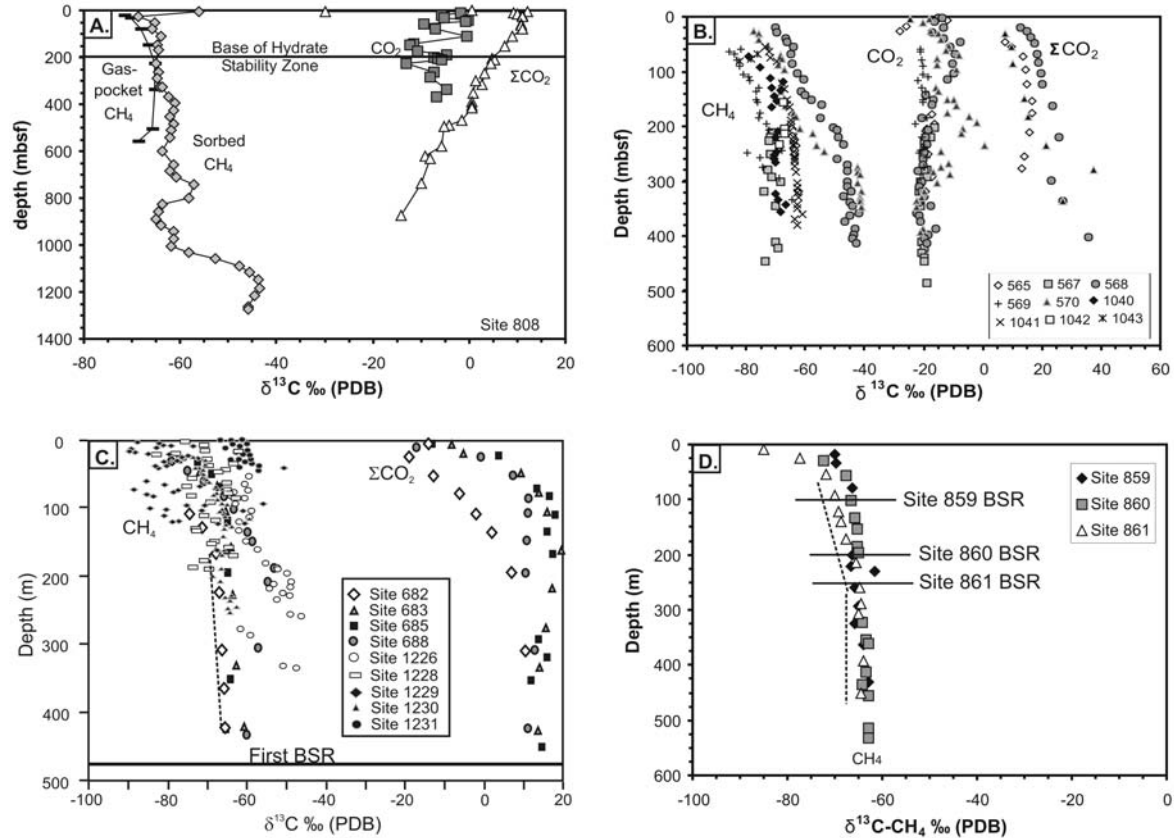 A.
0
200
400
600
800
1000
1200
1400
depth (mbsf)
Base of Hydrate
Stability Zone
CO2
Gas-
pocket
CH4
ΣCO2
Sorbed
CH4
Site 808
-80 -60 -40 -20 0 20
δ13C ‰ (PDB)
B.
0
100
200
300
400
500
600
Depth (mbsf)
CO2
ΣCO2
CH4
565 567 568
569 570 1040
1041 1042 1043
-100 -80 -60 -40 -20 0 20 40 60
δ 13C ‰ (PDB)
C.
0
100
200
300
400
500
Depth (m)
ΣCO2
CH4
Site 682
Site 683
Site 685
Site 688
Site 1226
Site 1228
Site 1229
Site 1230
Site 1231
First BSR
-100 -80 -60 -40 -20 0 20
δ13C ‰ (PDB)
D.
0
100
200
300
400
500
600
Depth (m)
Site 859
Site 860
Site 861
Site 859 BSR
Site 860 BSR
Site 861 BSR
CH4
-100 -80 -60 -40 -20 0
δ13C-CH4 ‰ (PDB)